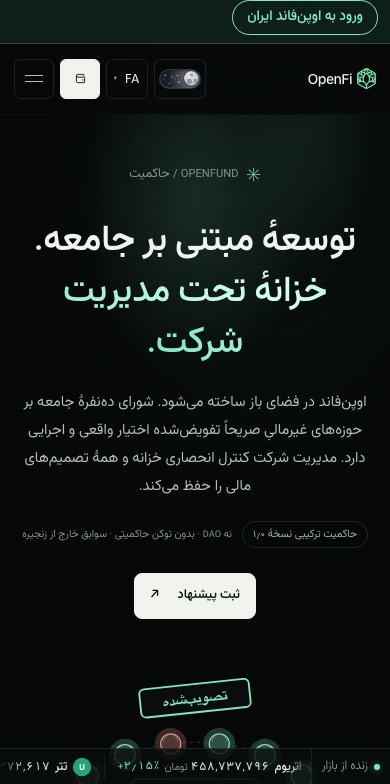 ورود به اوپن‌فاند ایران
OpenFi
FA
OPENFUND / حاکمیت
توسعهٔ مبتنی بر جامعه.
خزانهٔ تحت مدیریت
شرکت.
اوپن‌فاند در فضای باز ساخته می‌شود. شورای ده‌نفرهٔ جامعه بر
حوزه‌های غیرمالیِ صریحاً تفویض‌شده اختیار واقعی و اجرایی
دارد. مدیریت شرکت کنترل انحصاری خزانه و همهٔ تصمیم‌های
مالی را حفظ می‌کند.
حاکمیت ترکیبی نسخهٔ ۱٫۰
نه DAO · بدون توکن حاکمیتی · سوابق خارج از زنجیره
ثبت پیشنهاد ↗
تصویب‌شده
زنده از بازار
اتریوم ۴۵۸,۷۳۷,۷۹۶ تومان +۲٫۱۵٪
تتر